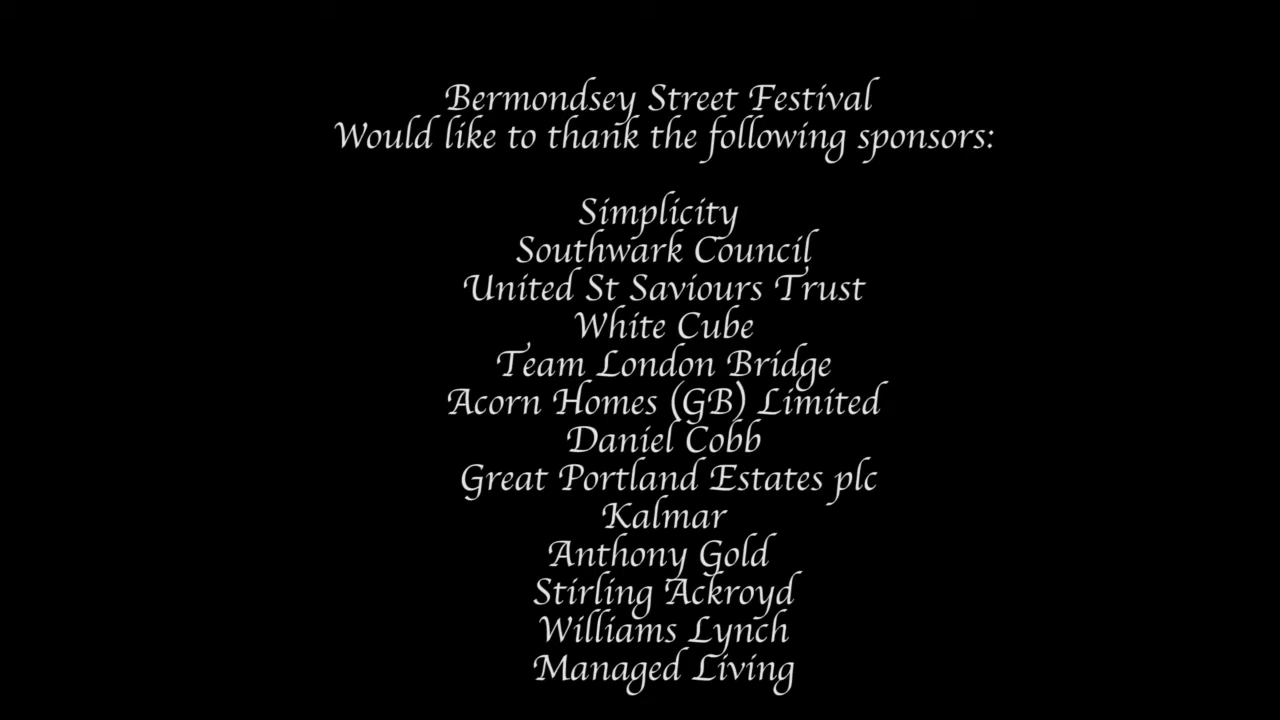 Bermondsey Street Festival
Would like to thank the following sponsors:
Simplicity
Southwark Council
United St Saviours Trust
White Cube
Team London Bridge
Acorn Homes (GB) Limited
Daniel Cobb
Great Portland Estates plc
Kalmar
Anthony Gold
Stirling Ackroyd
Williams Lynch
Managed Living